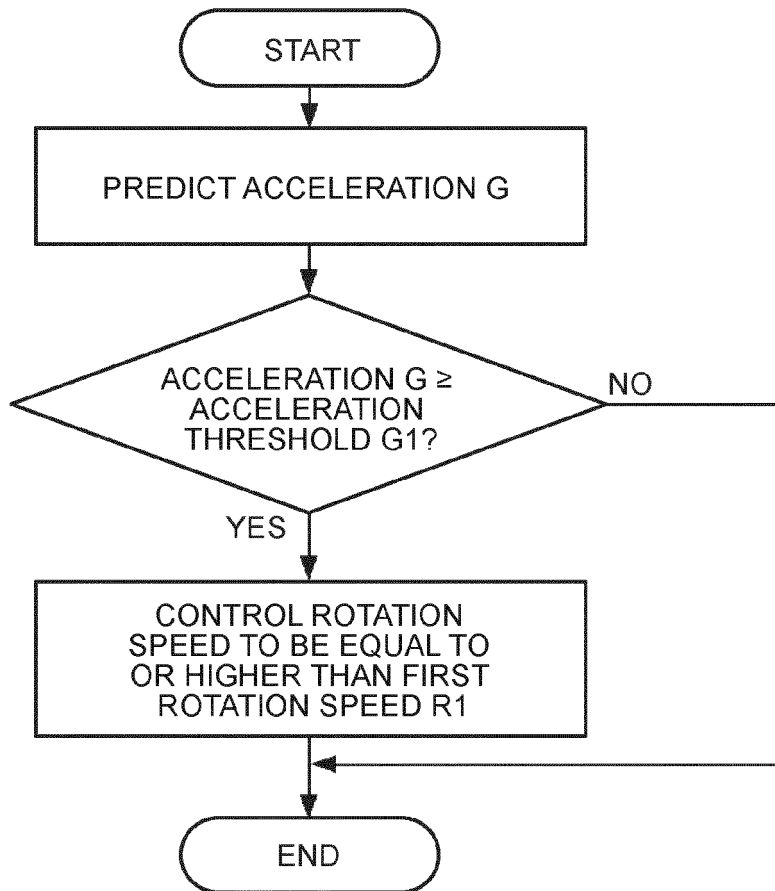 START
PREDICT ACCELERATION G
ACCELERATION G ≥
ACCELERATION
THRESHOLD G1?
NO
YES
CONTROL ROTATION
SPEED TO BE EQUAL TO
OR HIGHER THAN FIRST
ROTATION SPEED R1
END